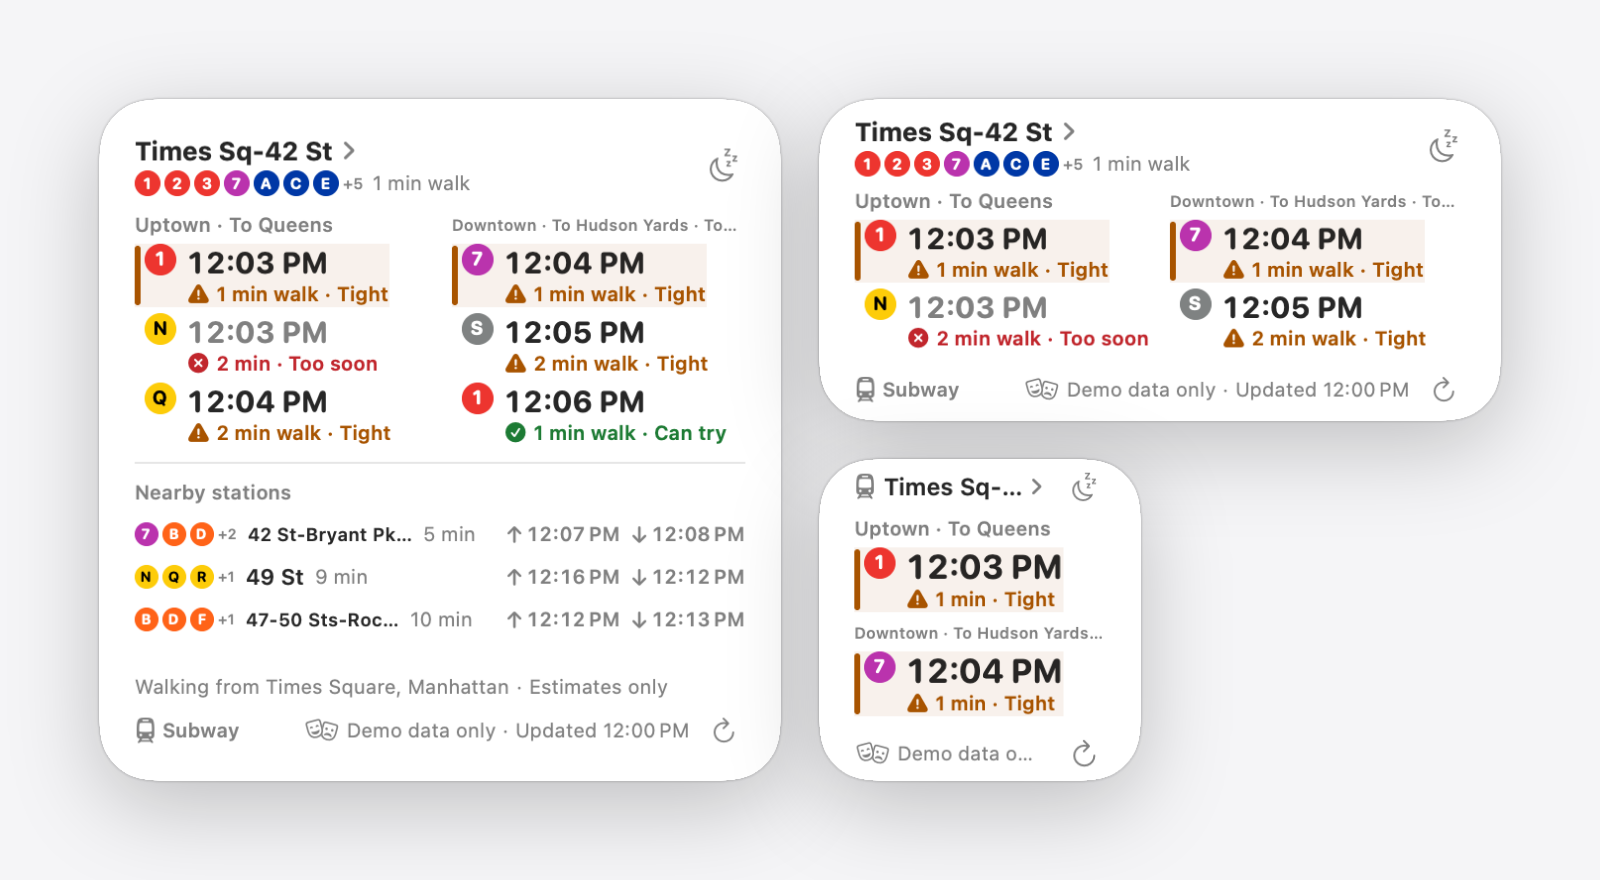 Times Sq-42 St
1 2 3 7 A C E +5 1 min walk
Uptown · To Queens
1 12:03 PM
1 min walk · Tight
N 12:03 PM
2 min · Too soon
Q 12:04 PM
2 min walk · Tight
Downtown · To Hudson Yards · To...
7 12:04 PM
1 min walk · Tight
S 12:05 PM
2 min walk · Tight
1 12:06 PM
1 min walk · Can try
Nearby stations
7 B D +2 42 St-Bryant Pk... 5 min ↑ 12:07 PM ↓ 12:08 PM
N Q R +1 49 St 9 min ↑ 12:16 PM ↓ 12:12 PM
B D F +1 47-50 Sts-Roc... 10 min ↑ 12:12 PM ↓ 12:13 PM
Walking from Times Square, Manhattan · Estimates only
Subway Demo data only · Updated 12:00 PM
Times Sq-42 St
1 2 3 7 A C E +5 1 min walk
Uptown · To Queens
1 12:03 PM
1 min walk · Tight
N 12:03 PM
2 min walk · Too soon
Downtown · To Hudson Yards · To...
7 12:04 PM
1 min walk · Tight
S 12:05 PM
2 min walk · Tight
Subway Demo data only · Updated 12:00 PM
Times Sq-...
Uptown · To Queens
1 12:03 PM
1 min · Tight
Downtown · To Hudson Yards...
7 12:04 PM
1 min · Tight
Demo data o...